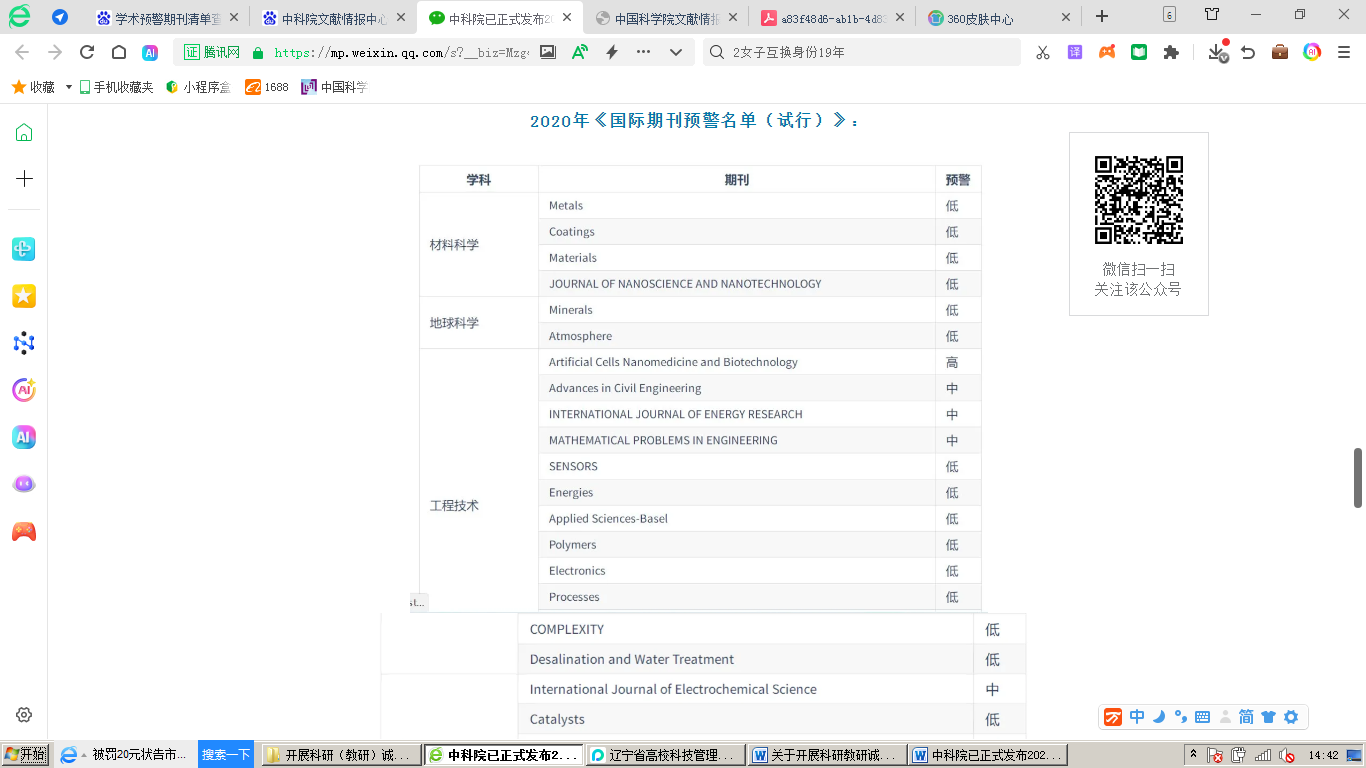 学术预警期刊清单查
中科院文献情报中心
中科院已正式发布20
中国科学院文献情报
a83f48d6-ab1b-4d8
360皮肤中心
6
证 腾讯网 https://mp.weixin.qq.com/s?__biz=Mzs
2女子互换身份19年
译
收藏 手机收藏夹 小程序盒 1688 中国科学
2020年《国际期刊预警名单（试行）》：
学科 期刊 预警
材料科学
Metals 低
Coatings 低
Materials 低
JOURNAL OF NANOSCIENCE AND NANOTECHNOLOGY 低
地球科学
Minerals 低
Atmosphere 低
工程技术
Artificial Cells Nanomedicine and Biotechnology 高
Advances in Civil Engineering 中
INTERNATIONAL JOURNAL OF ENERGY RESEARCH 中
MATHEMATICAL PROBLEMS IN ENGINEERING 中
SENSORS 低
Energies 低
Applied Sciences-Basel 低
Polymers 低
Electronics 低
Processes 低
COMPLEXITY 低
Desalination and Water Treatment 低
International Journal of Electrochemical Science 中
Catalysts 低
微信扫一扫
关注该公众号
AI
AI
AI
中 简
开始 被罚20元状告市... 搜索一下 开展科研（教研）诚... 中科院已正式发布2... 辽宁省高校科技管理... 关于开展科研教研诚... 中科院已正式发布202... 14:42